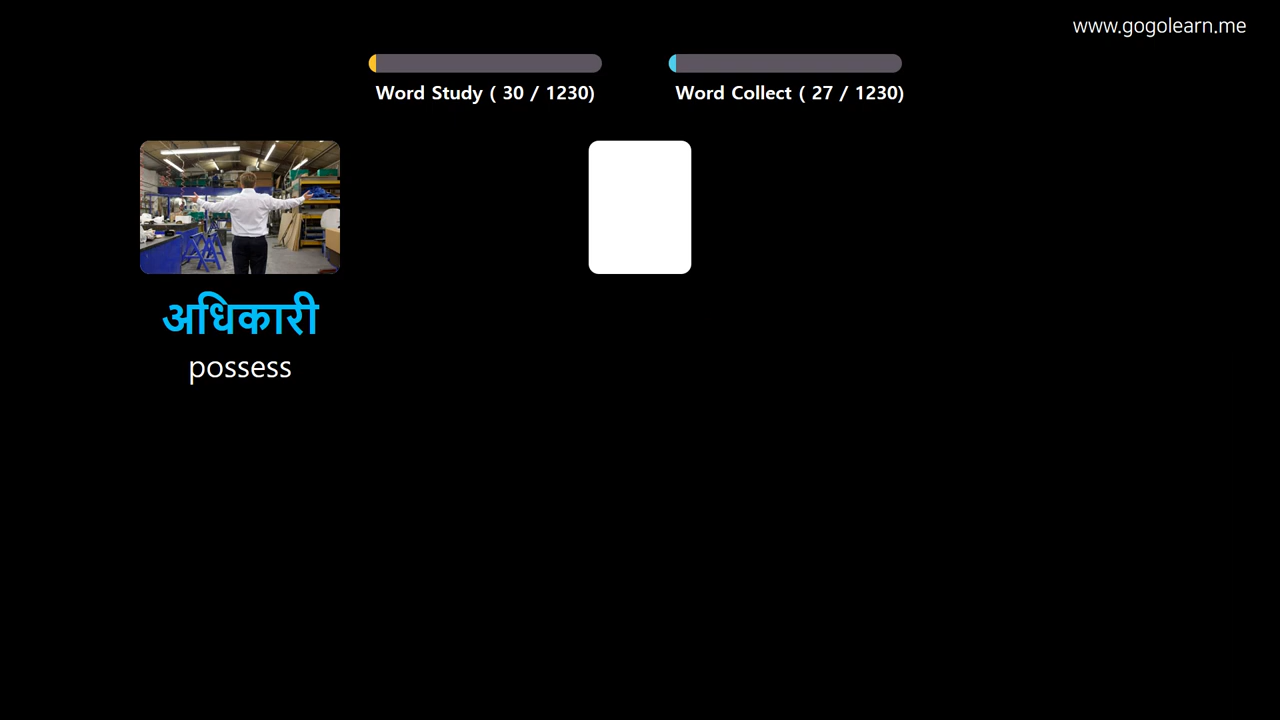 www.gogolearn.me
Word Study ( 30 / 1230)
Word Collect ( 27 / 1230)
अधिकारी
possess